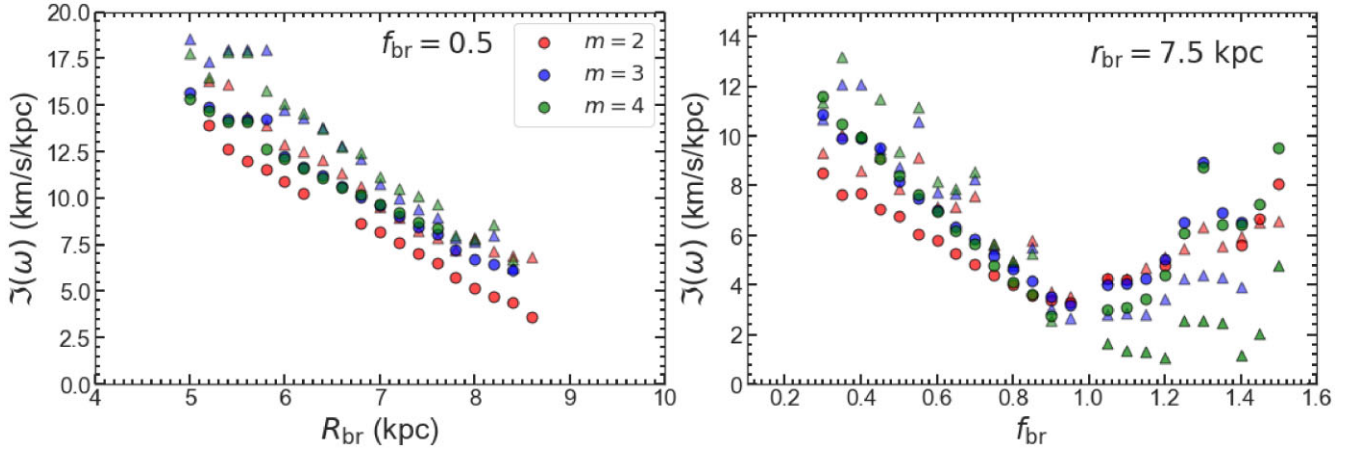 20.0
17.5
15.0
12.5
10.0
7.5
5.0
2.5
0.0
ℑ(ω) (km/s/kpc)
f_br = 0.5
m = 2
m = 3
m = 4
4 5 6 7 8 9 10
R_br (kpc)
14
12
10
8
6
4
2
0
ℑ(ω) (km/s/kpc)
r_br = 7.5 kpc
0.2 0.4 0.6 0.8 1.0 1.2 1.4 1.6
f_br